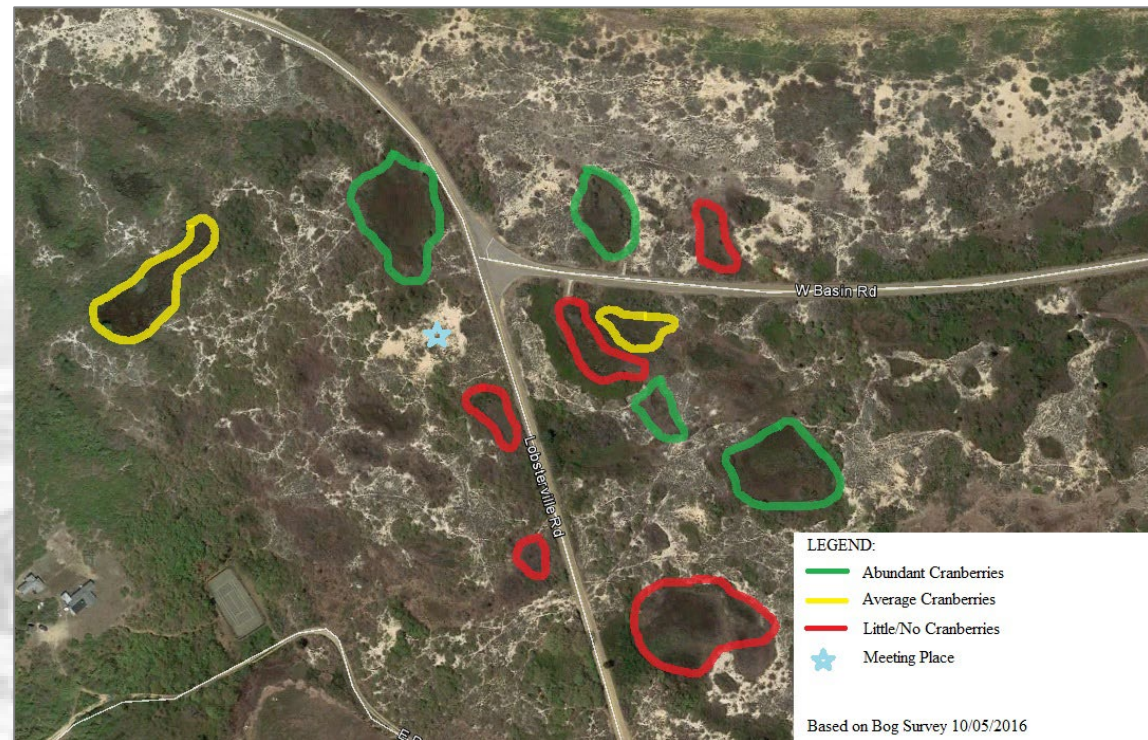 W Basin Rd
Lobsterville Rd
LEGEND:
Abundant Cranberries
Average Cranberries
Little/No Cranberries
Meeting Place
Based on Bog Survey 10/05/2016